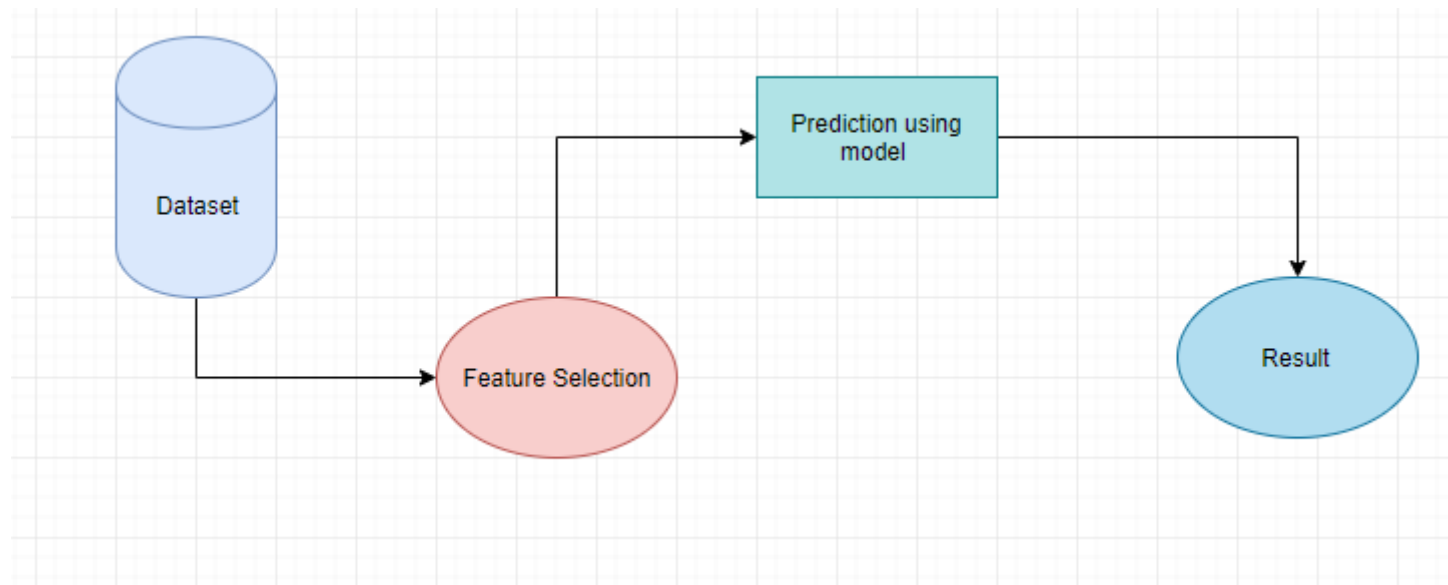 Dataset
Feature Selection
Prediction using
model
Result